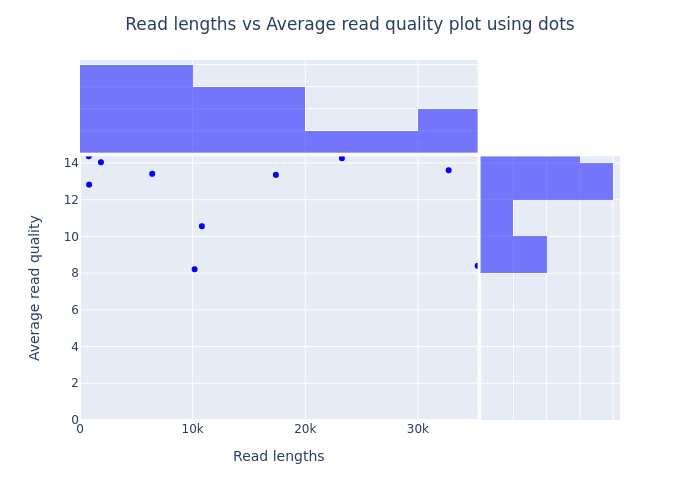 Read lengths vs Average read quality plot using dots
14
12
10
8
6
4
2
0
Average read quality
0
10k
20k
30k
Read lengths